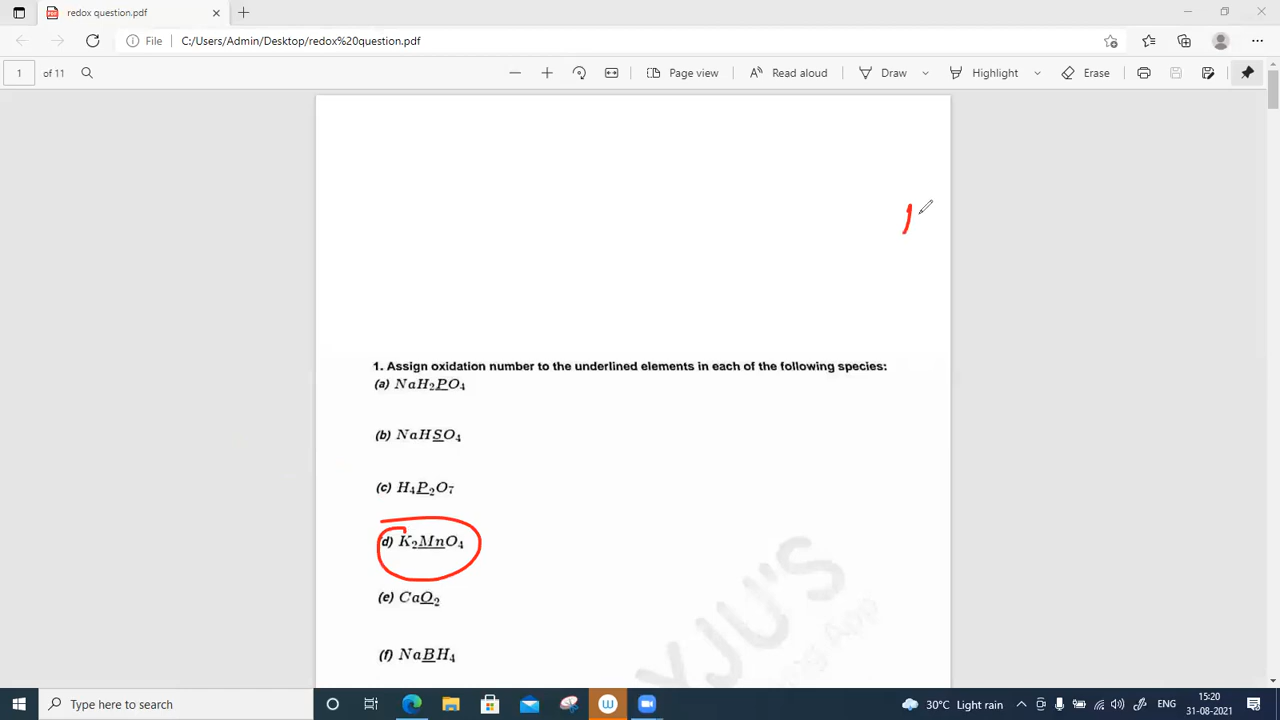 redox question.pdf
File C:/Users/Admin/Desktop/redox%20question.pdf
1 of 11 Page view Read aloud Draw Highlight Erase
1. Assign oxidation number to the underlined elements in each of the following species:
(a) NaH₂PO₄
(b) NaHSO₄
(c) H₄P₂O₇
(d) K₂MnO₄
(e) CaO₂
(f) NaBH₄
YJU'S
Type here to search
30°C Light rain ENG 15:20
31-08-2021